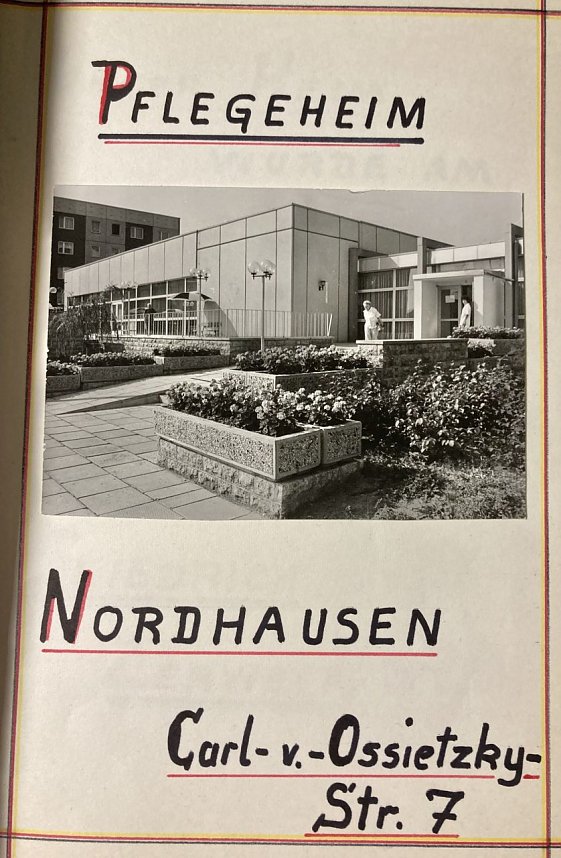 PFLEGEHEIM
NORDHAUSEN
Carl-v.-Ossietzky-
Str. 7